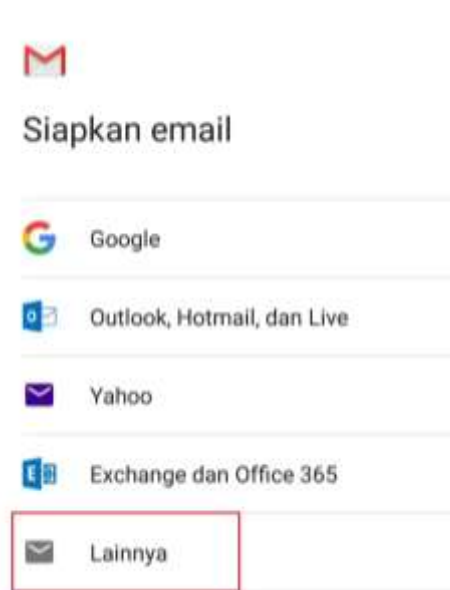 Siapkan email
Google
Outlook, Hotmail, dan Live
Yahoo
Exchange dan Office 365
Lainnya